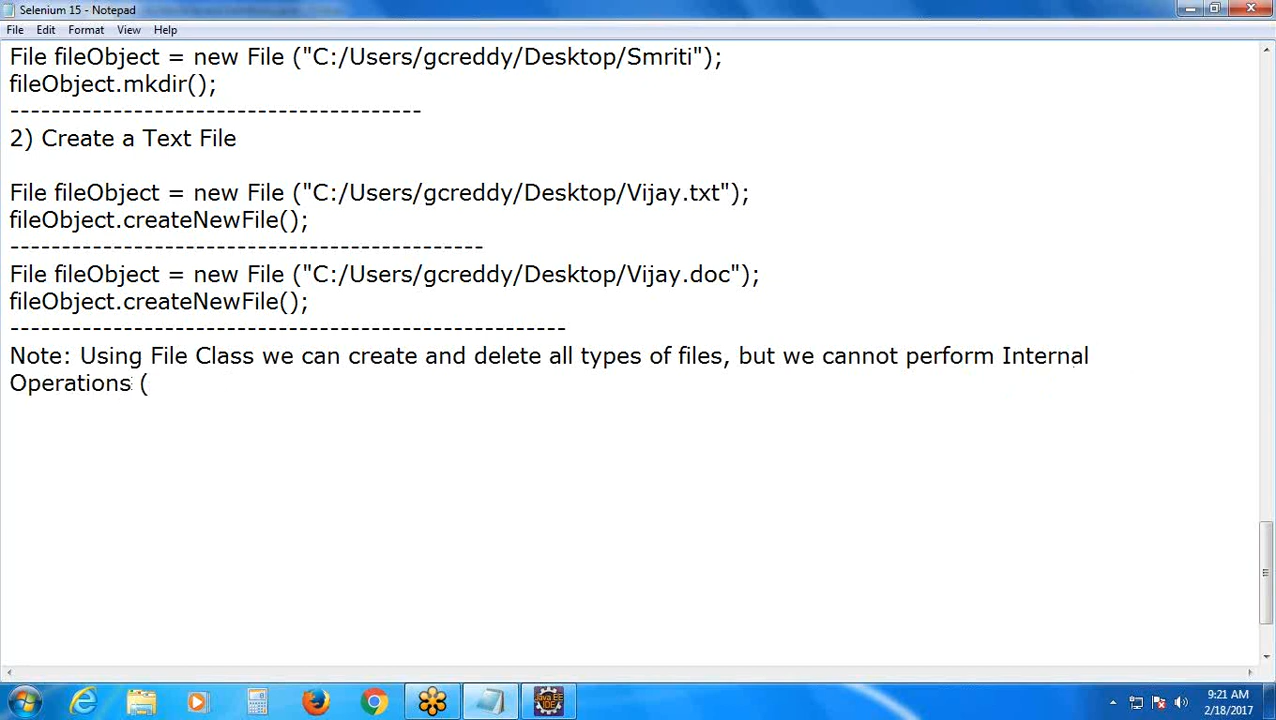 Selenium 15 - Notepad
File Edit Format View Help
File fileObject = new File ("C:/Users/gcreddy/Desktop/Smriti");
fileObject.mkdir();
----------------------------------------
2) Create a Text File
File fileObject = new File ("C:/Users/gcreddy/Desktop/Vijay.txt");
fileObject.createNewFile();
----------------------------------------------
File fileObject = new File ("C:/Users/gcreddy/Desktop/Vijay.doc");
fileObject.createNewFile();
------------------------------------------------------
Note: Using File Class we can create and delete all types of files, but we cannot perform Internal
Operations (
Java EE
IDE
9:21 AM
2/18/2017